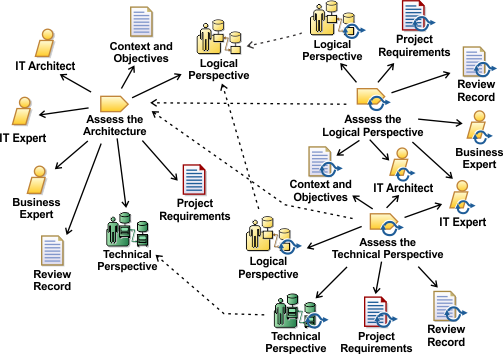 IT Architect
Context and
Objectives
Logical
Perspective
Logical
Perspective
Project
Requirements
Review
Record
Assess the
Architecture
Assess the
Logical Perspective
IT Expert
Business
Expert
Business
Expert
Context and
Objectives
IT Architect
IT Expert
Project
Requirements
Technical
Perspective
Review
Record
Logical
Perspective
Assess the
Technical Perspective
Technical
Perspective
Project
Requirements
Review
Record